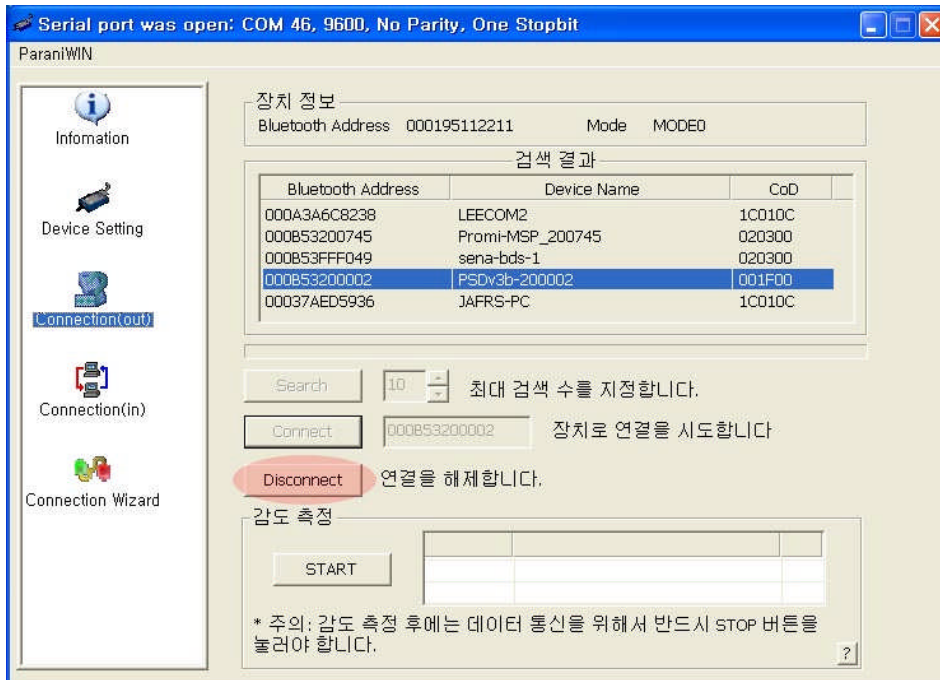 Serial port was open: COM 46, 9600, No Parity, One Stopbit
ParaniWIN
Infomation
Device Setting
Connection(out)
Connection(in)
Connection Wizard
장치 정보
Bluetooth Address 000195112211 Mode MODE0
검색 결과
Bluetooth Address Device Name CoD
000A3A6C8238 LEECOM2 1C010C
000B53200745 Promi-MSP_200745 020300
000B53FFF049 sena-bds-1 020300
000B53200002 PSDv3b-200002 001F00
00037AED5936 JAFRS-PC 1C010C
Search 10 최대 검색 수를 지정합니다.
Connect 000B53200002 장치로 연결을 시도합니다
Disconnect 연결을 해제합니다.
감도 측정
START
* 주의: 감도 측정 후에는 데이터 통신을 위해서 반드시 STOP 버튼을
눌러야 합니다.
?